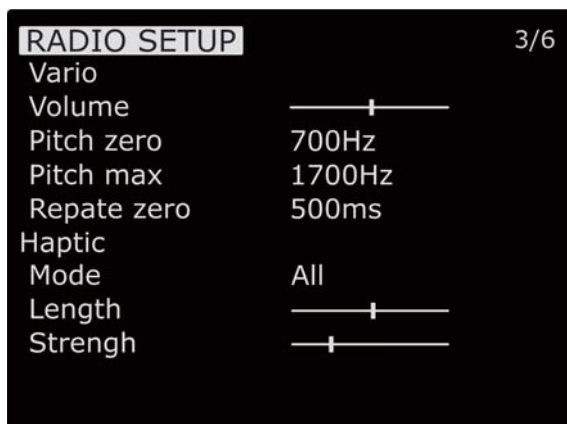 RADIO SETUP 3/6
Vario
Volume
Pitch zero 700Hz
Pitch max 1700Hz
Repate zero 500ms
Haptic
Mode All
Length
Strengh